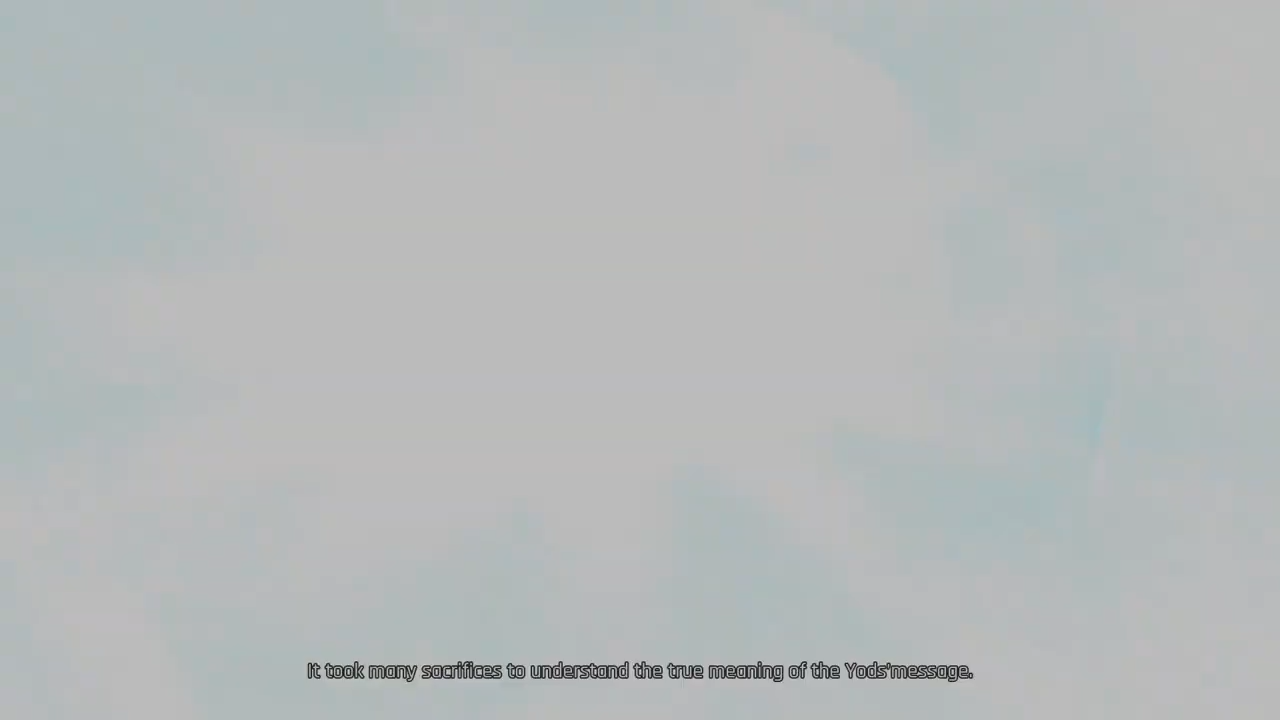 It took many sacrifices to understand the true meaning of the Yods'message.